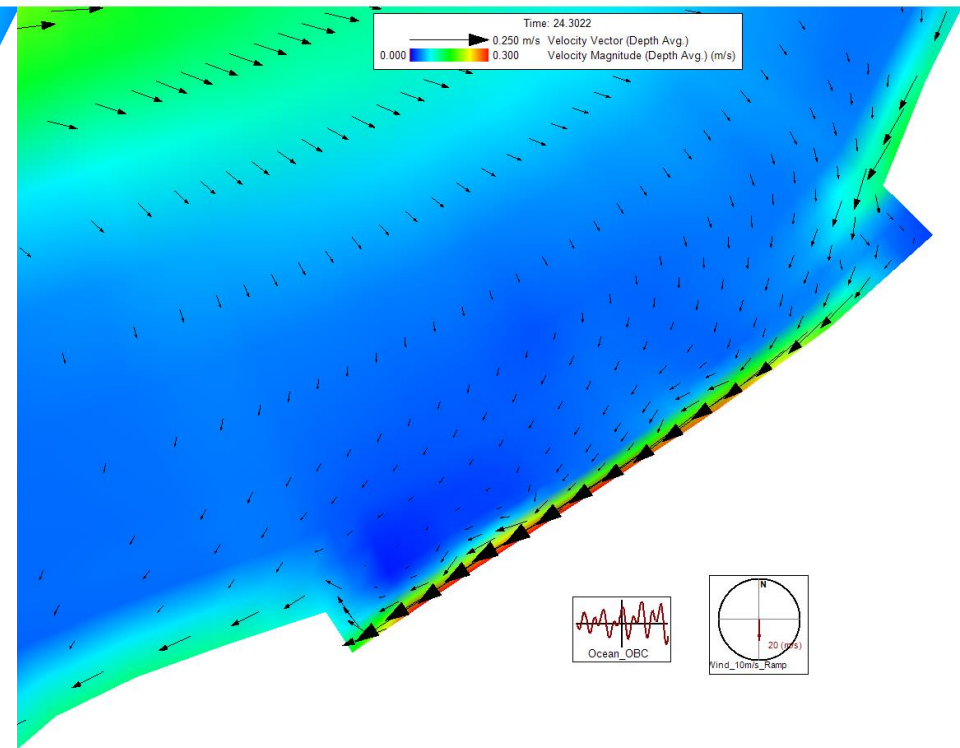 Time: 24.3022
0.250 m/s Velocity Vector (Depth Avg.)
0.000 0.300 Velocity Magnitude (Depth Avg.) (m/s)
Ocean_OBC
N
20 (m/s)
Wind_10m/s_Ramp